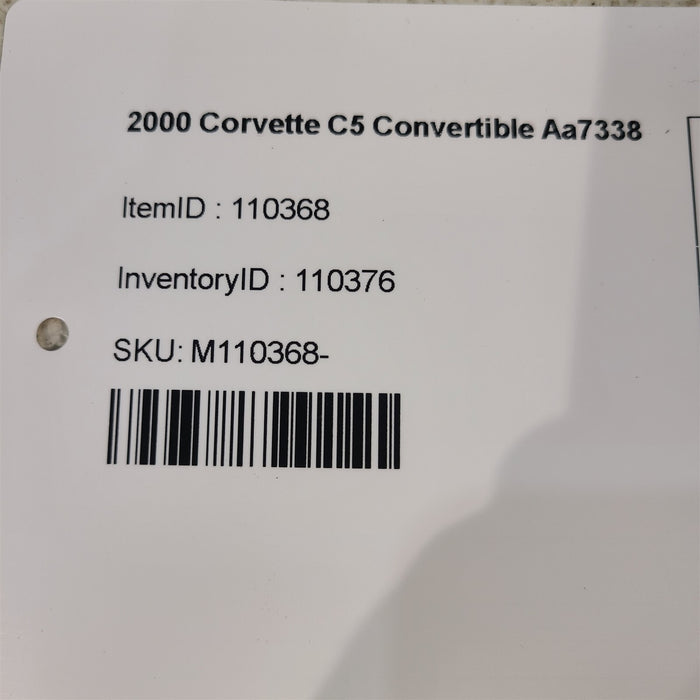 2000 Corvette C5 Convertible Aa7338
ItemID : 110368
InventoryID : 110376
SKU: M110368-